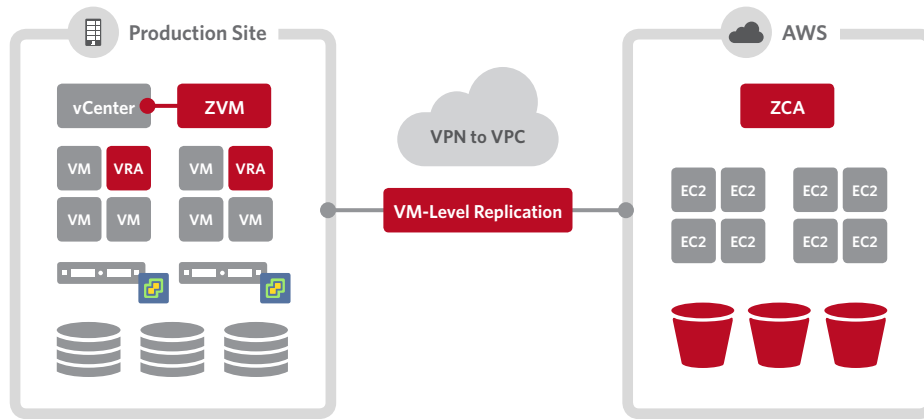 Production Site
AWS
vCenter
ZVM
VPN to VPC
ZCA
VM VRA VM VRA
VM VM VM VM
VM-Level Replication
EC2 EC2 EC2 EC2
EC2 EC2 EC2 EC2